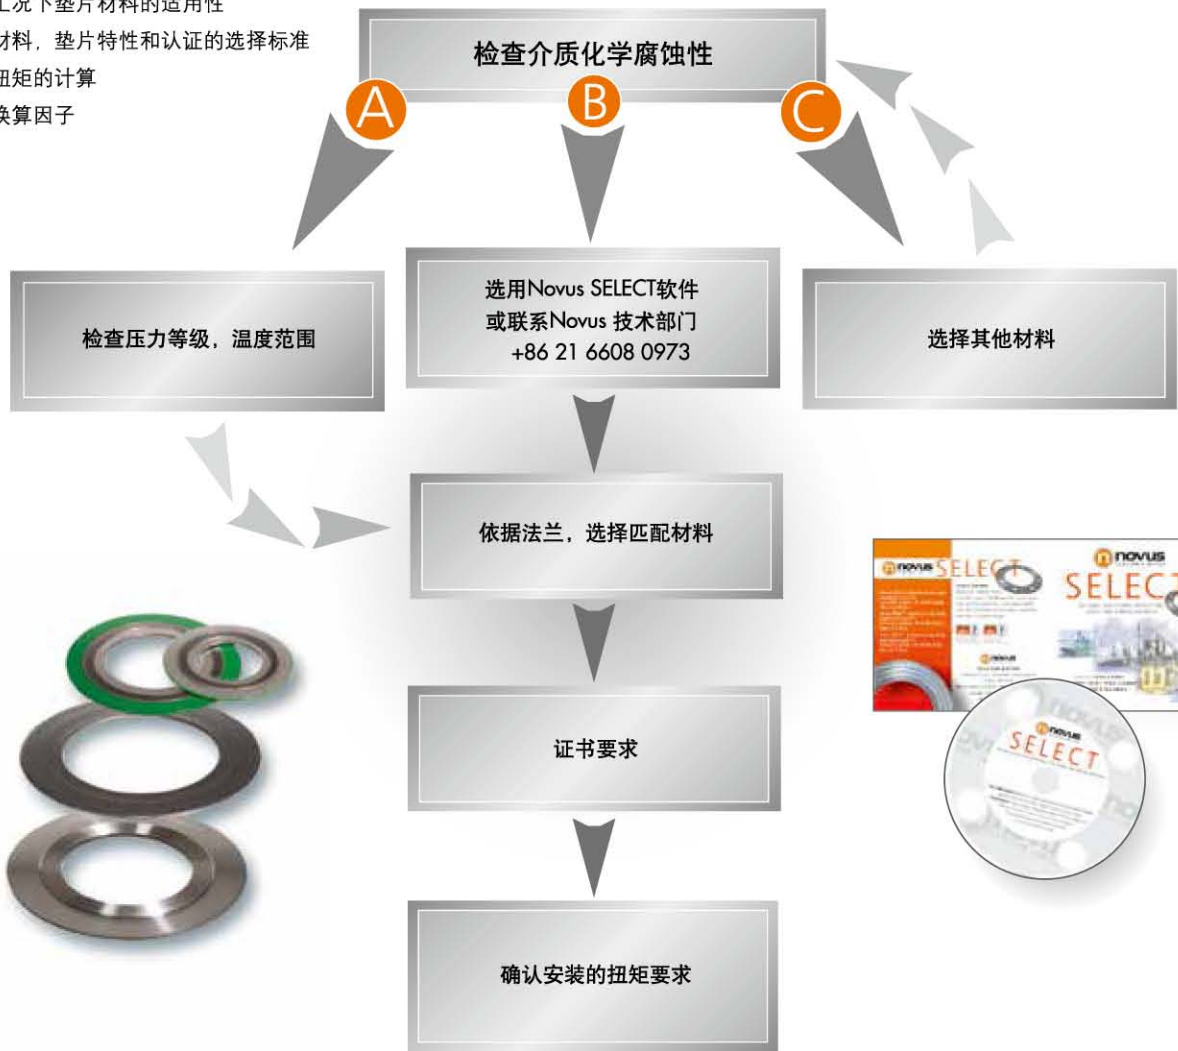 工况下垫片材料的适用性
材料，垫片特性和认证的选择标准
扭矩的计算
换算因子
检查介质化学腐蚀性
A
B
C
检查压力等级，温度范围
选用Novus SELECT软件
或联系Novus 技术部门
+86 21 6608 0973
选择其他材料
依据法兰，选择匹配材料
证书要求
确认安装的扭矩要求
novus SELECT
novus
SELECT
novus
novus
SELECT